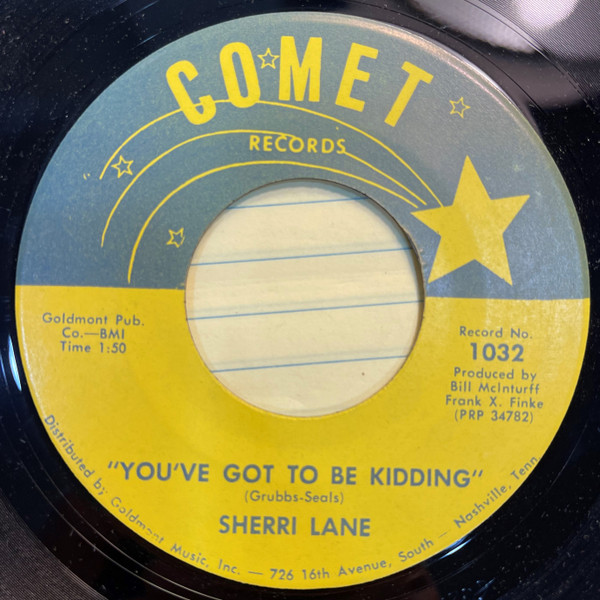 COMET
RECORDS
Goldmont Pub.
Co.—BMI
Time 1:50
Record No.
1032
Produced by
Bill McInturff
Frank X. Finke
(PRP 34782)
"YOU'VE GOT TO BE KIDDING"
(Grubbs-Seals)
SHERRI LANE
Distributed by Goldmont Music, Inc. — 726 16th Avenue, South — Nashville, Tenn.